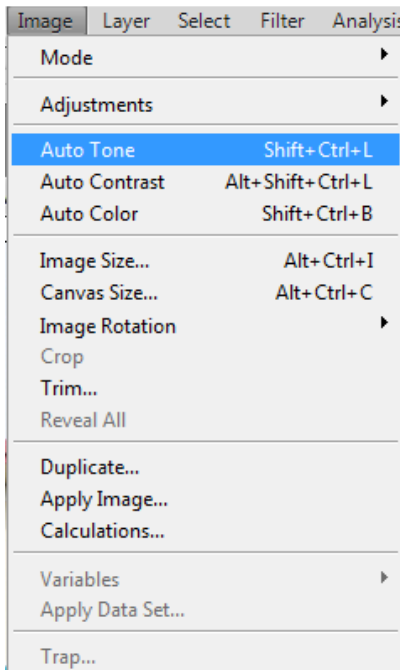 Image Layer Select Filter Analysis
Mode
Adjustments
Auto Tone Shift+Ctrl+L
Auto Contrast Alt+Shift+Ctrl+L
Auto Color Shift+Ctrl+B
Image Size... Alt+Ctrl+I
Canvas Size... Alt+Ctrl+C
Image Rotation
Crop
Trim...
Reveal All
Duplicate...
Apply Image...
Calculations...
Variables
Apply Data Set...
Trap...